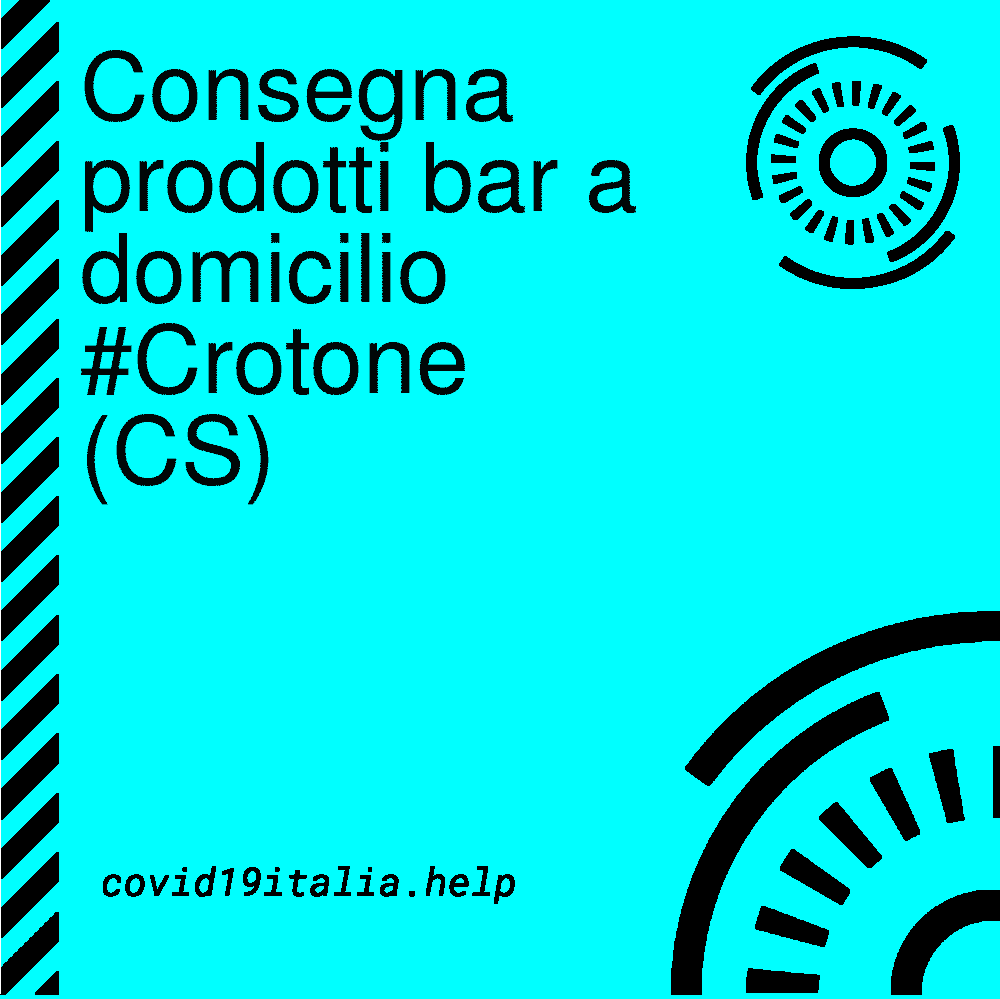 Consegna
prodotti bar a
domicilio
#Crotone
(CS)
covid19italia.help